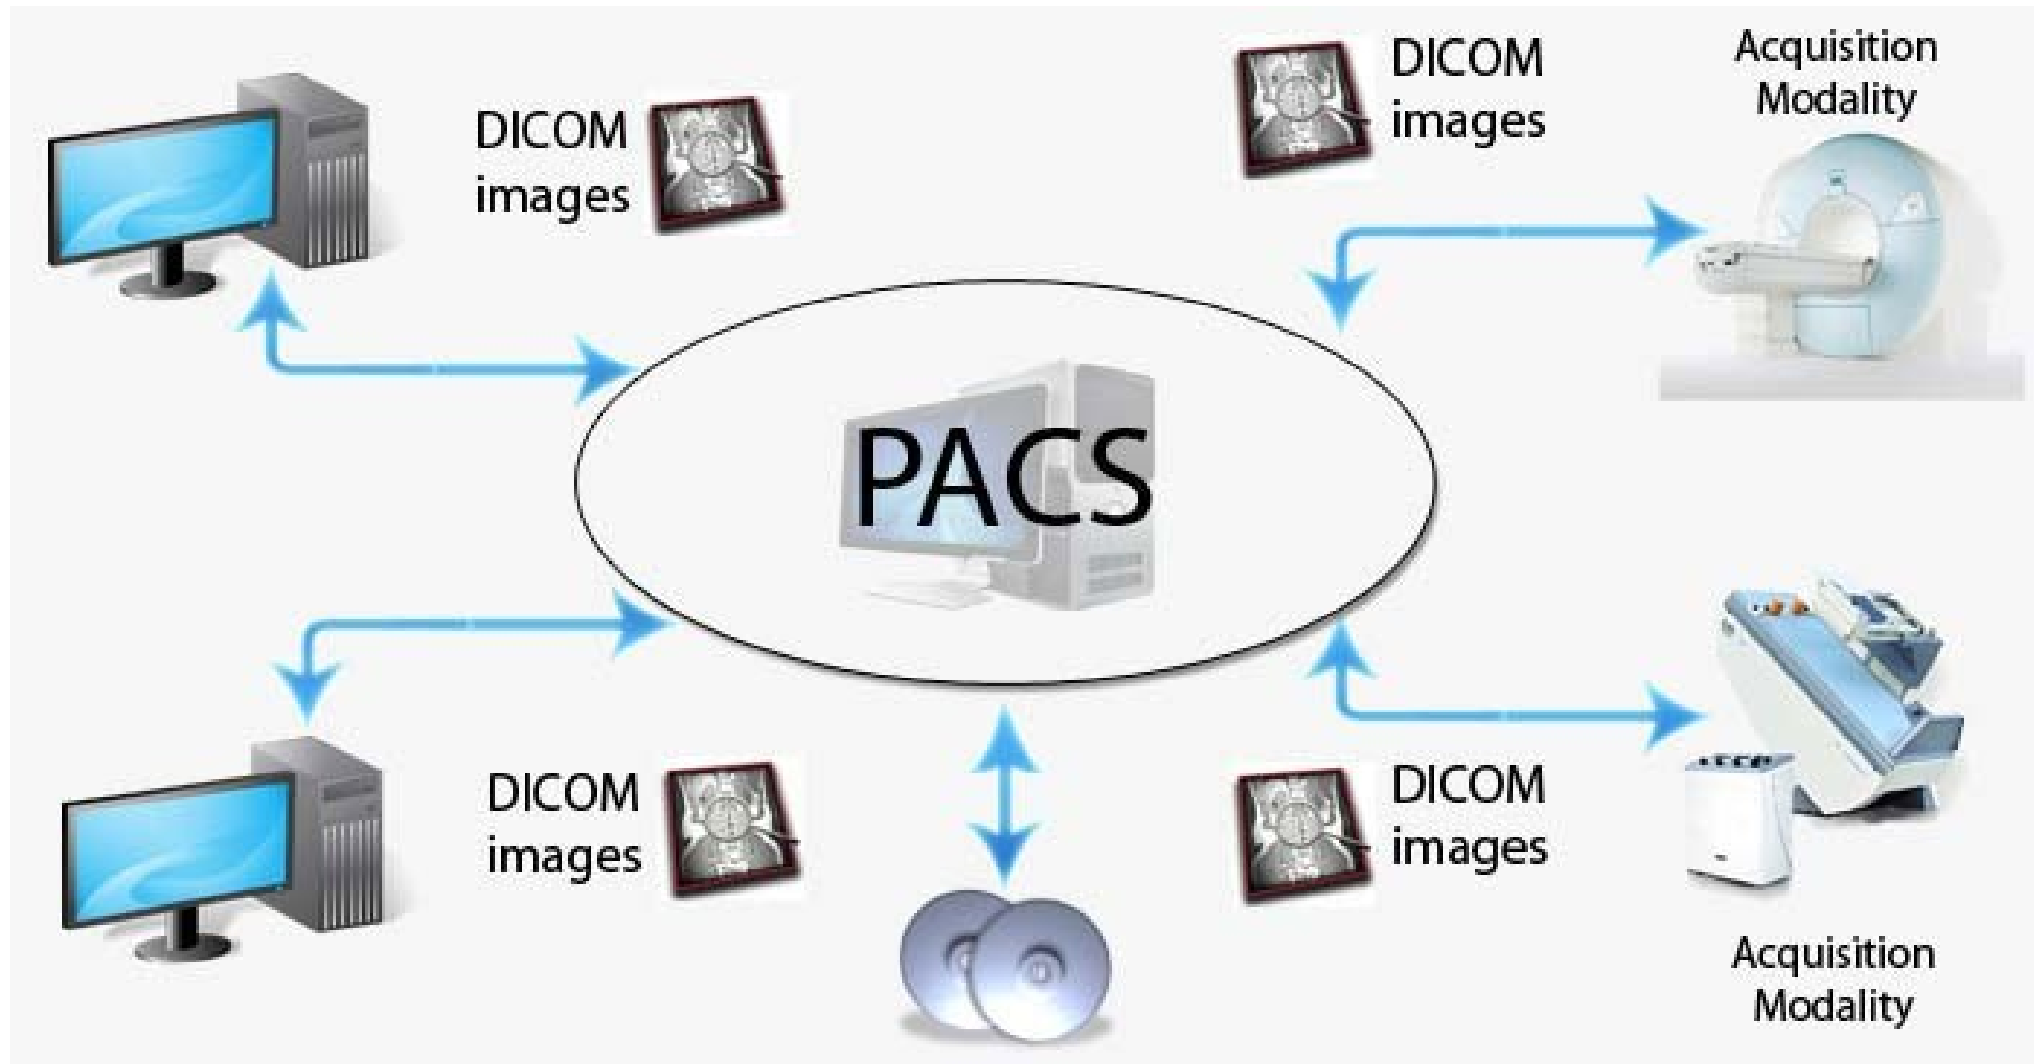 DICOM
images
DICOM
images
Acquisition
Modality
PACS
DICOM
images
DICOM
images
Acquisition
Modality